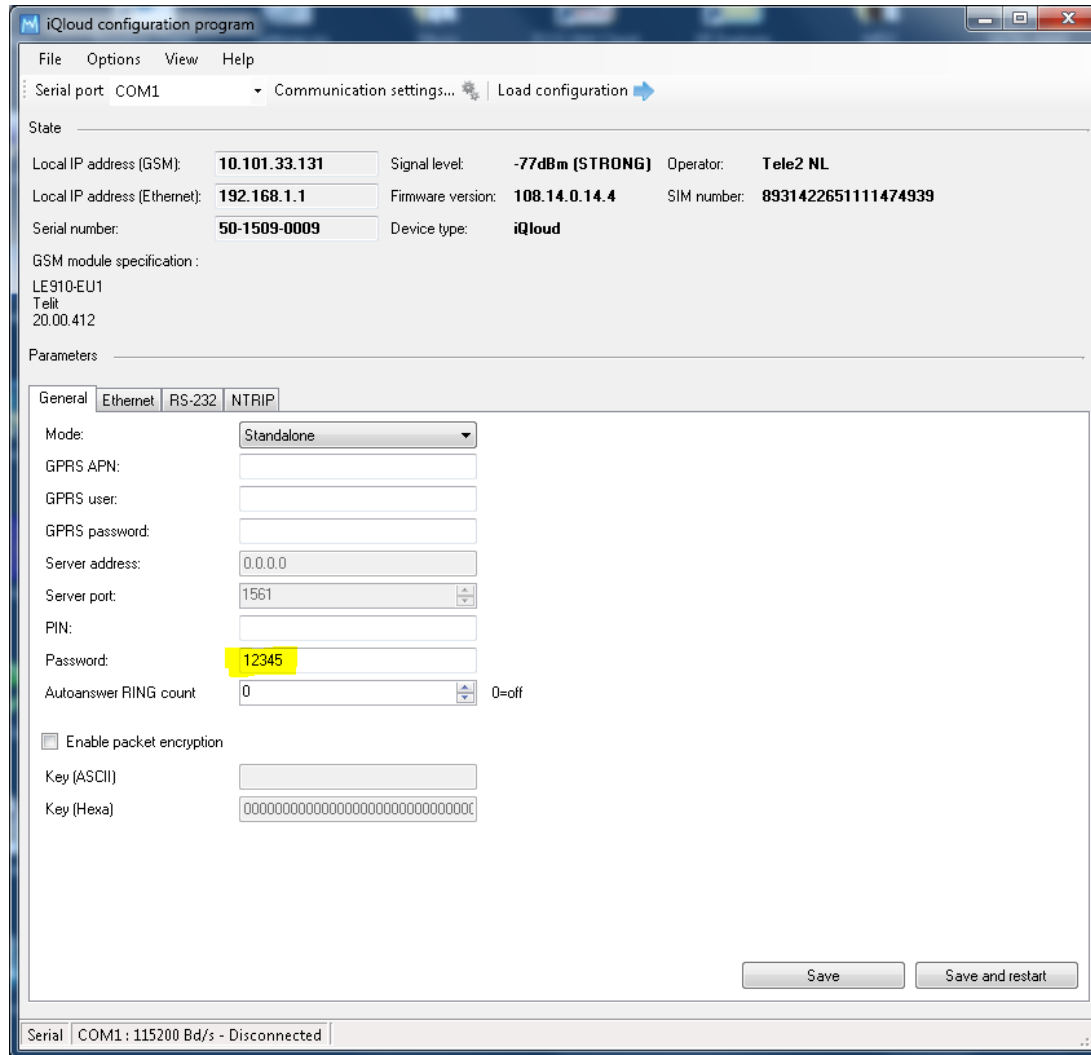 iQloud configuration program
File Options View Help
Serial port COM1 Communication settings... Load configuration
State
Local IP address (GSM): 10.101.33.131 Signal level: -77dBm (STRONG) Operator: Tele2 NL
Local IP address (Ethernet): 192.168.1.1 Firmware version: 108.14.0.14.4 SIM number: 8931422651111474939
Serial number: 50-1509-0009 Device type: iQloud
GSM module specification :
LE910-EU1
Telit
20.00.412
Parameters
General Ethernet RS-232 NTRIP
Mode: Standalone
GPRS APN:
GPRS user:
GPRS password:
Server address: 0.0.0.0
Server port: 1561
PIN:
Password: 12345
Autoanswer RING count 0 0=off
Enable packet encryption
Key (ASCII)
Key (Hexa)
Save Save and restart
Serial COM1 : 115200 Bd/s - Disconnected